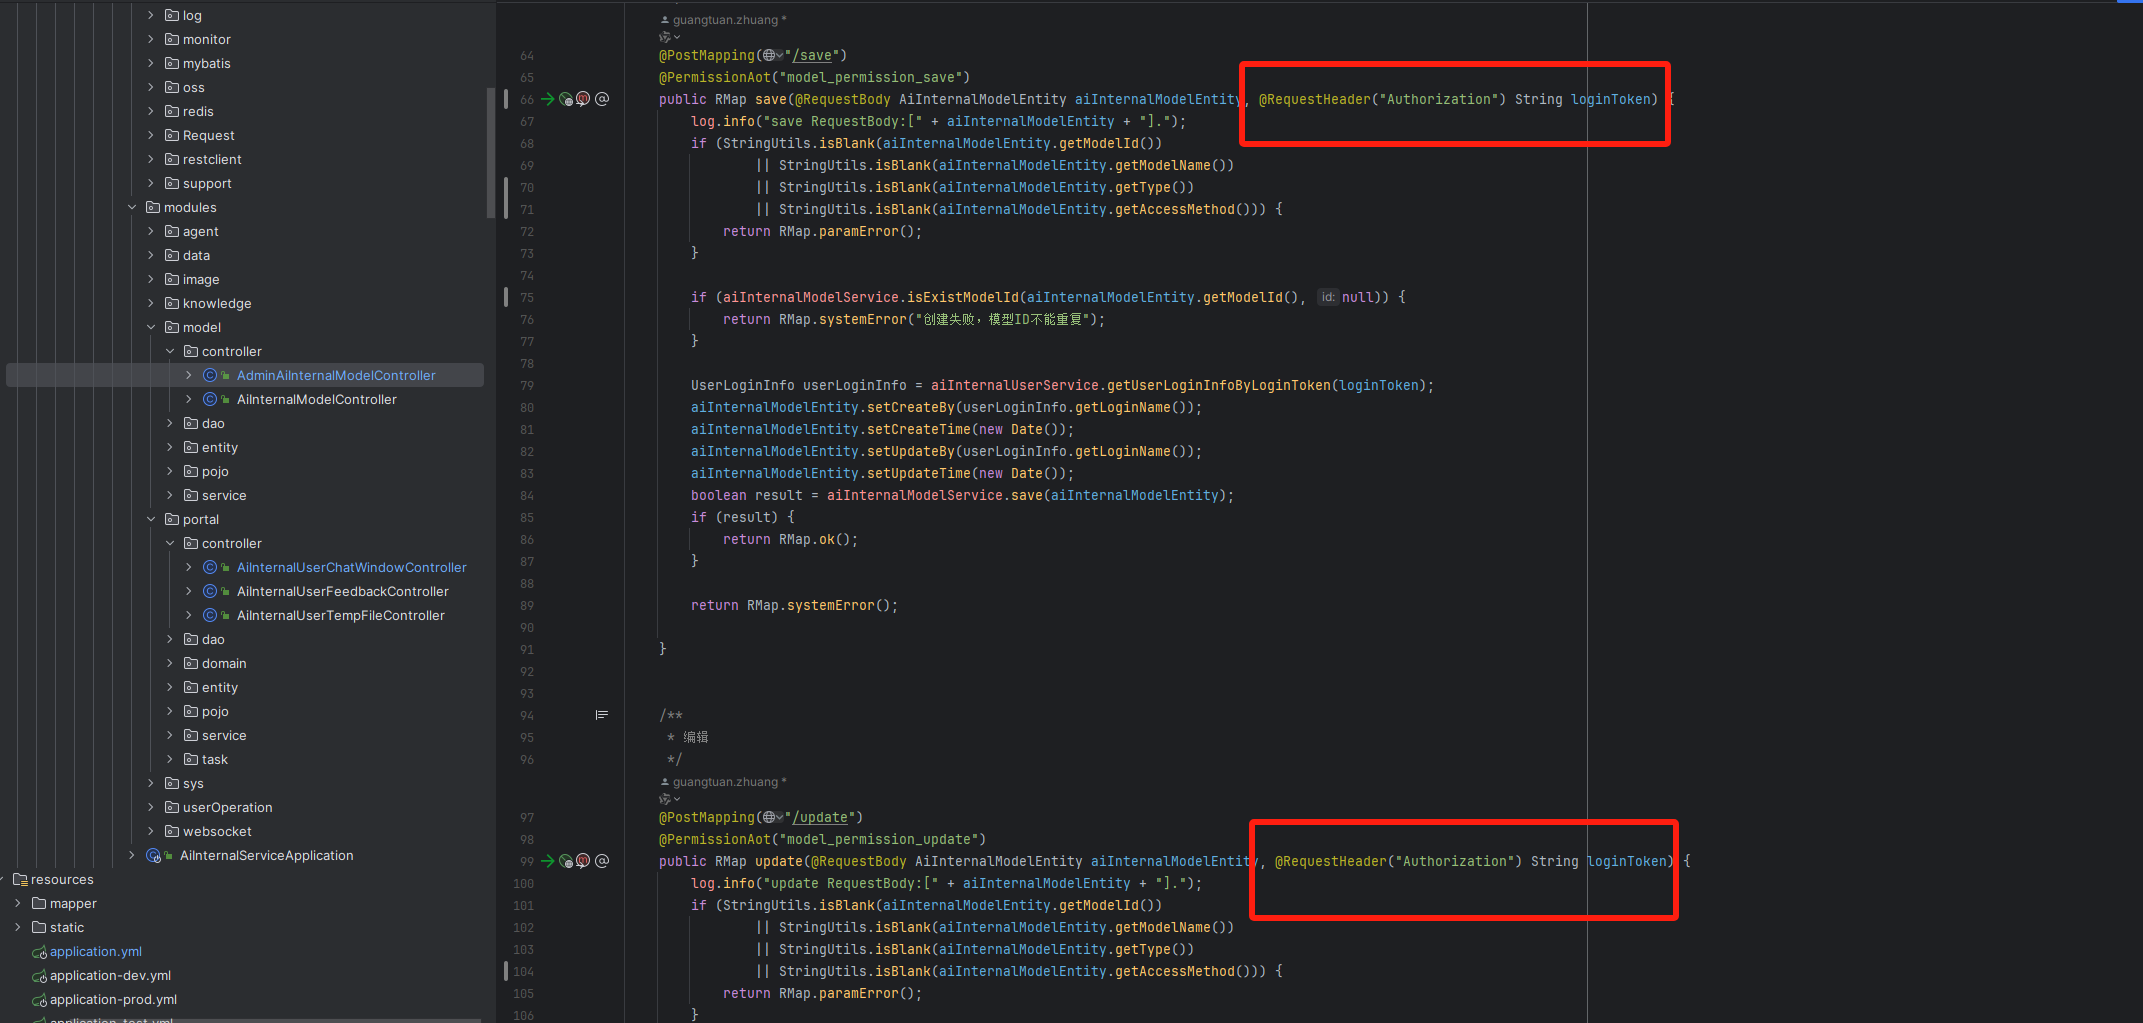 log
monitor
mybatis
oss
redis
Request
restclient
support
modules
agent
data
image
knowledge
model
controller
AdminAiInternalModelController
AiInternalModelController
dao
entity
pojo
service
portal
controller
AiInternalUserChatWindowController
AiInternalUserFeedbackController
AiInternalUserTempFileController
dao
domain
entity
pojo
service
task
sys
userOperation
websocket
AiInternalServiceApplication
resources
mapper
static
application.yml
application-dev.yml
application-prod.yml
application-test.yml
guangtuan.zhuang *
64 @PostMapping("/save")
65 @PermissionAot("model_permission_save")
66 public RMap save(@RequestBody AiInternalModelEntity aiInternalModelEntity, @RequestHeader("Authorization") String loginToken) {
67 log.info("save RequestBody:[" + aiInternalModelEntity + "].");
68 if (StringUtils.isBlank(aiInternalModelEntity.getModelId())
69 || StringUtils.isBlank(aiInternalModelEntity.getModelName())
70 || StringUtils.isBlank(aiInternalModelEntity.getType())
71 || StringUtils.isBlank(aiInternalModelEntity.getAccessMethod())) {
72 return RMap.paramError();
73 }
74
75 if (aiInternalModelService.isExistModelId(aiInternalModelEntity.getModelId(), id: null)) {
76 return RMap.systemError("创建失败，模型ID不能重复");
77 }
78
79 UserLoginInfo userLoginInfo = aiInternalUserService.getUserLoginInfoByLoginToken(loginToken);
80 aiInternalModelEntity.setCreateBy(userLoginInfo.getLoginName());
81 aiInternalModelEntity.setCreateTime(new Date());
82 aiInternalModelEntity.setUpdateBy(userLoginInfo.getLoginName());
83 aiInternalModelEntity.setUpdateTime(new Date());
84 boolean result = aiInternalModelService.save(aiInternalModelEntity);
85 if (result) {
86 return RMap.ok();
87 }
88
89 return RMap.systemError();
90
91 }
92
93
94 /**
95 * 编辑
96 */
guangtuan.zhuang *
97 @PostMapping("/update")
98 @PermissionAot("model_permission_update")
99 public RMap update(@RequestBody AiInternalModelEntity aiInternalModelEntity, @RequestHeader("Authorization") String loginToken) {
100 log.info("update RequestBody:[" + aiInternalModelEntity + "].");
101 if (StringUtils.isBlank(aiInternalModelEntity.getModelId())
102 || StringUtils.isBlank(aiInternalModelEntity.getModelName())
103 || StringUtils.isBlank(aiInternalModelEntity.getType())
104 || StringUtils.isBlank(aiInternalModelEntity.getAccessMethod())) {
105 return RMap.paramError();
106 }